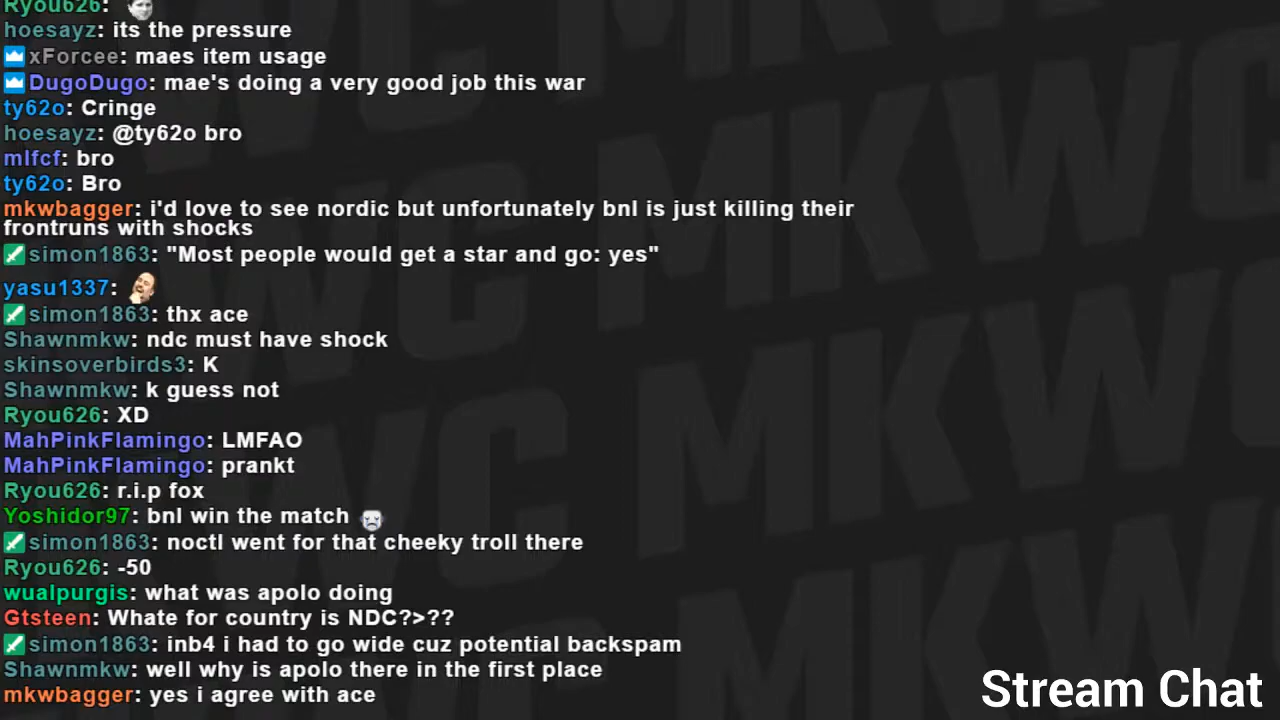 Ryou626:
hoesayz: its the pressure
xForcee: maes item usage
DugoDugo: mae's doing a very good job this war
ty62o: Cringe
hoesayz: @ty62o bro
mlfcf: bro
ty62o: Bro
mkwbagger: i'd love to see nordic but unfortunately bnl is just killing their
frontruns with shocks
simon1863: "Most people would get a star and go: yes"
yasu1337:
simon1863: thx ace
Shawnmkw: ndc must have shock
skinsoverbirds3: K
Shawnmkw: k guess not
Ryou626: XD
MahPinkFlamingo: LMFAO
MahPinkFlamingo: prankt
Ryou626: r.i.p fox
Yoshidor97: bnl win the match
simon1863: noctl went for that cheeky troll there
Ryou626: -50
wualpurgis: what was apolo doing
Gtsteen: Whate for country is NDC?>??
simon1863: inb4 i had to go wide cuz potential backspam
Shawnmkw: well why is apolo there in the first place
mkwbagger: yes i agree with ace
Stream Chat
MKWC